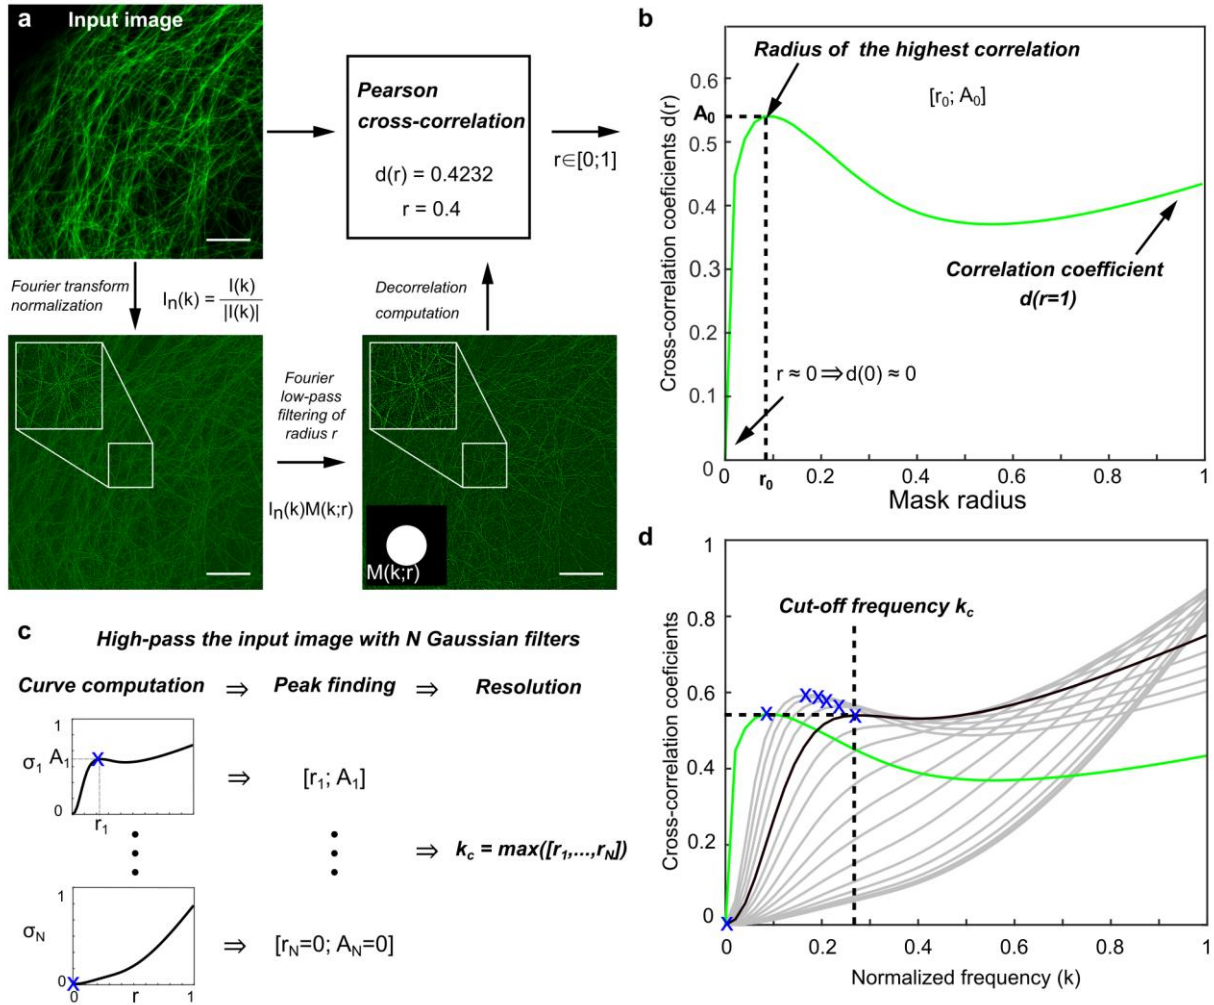 a
Input image
Pearson
cross-correlation
d(r) = 0.4232
r = 0.4
r∈[0;1]
Fourier transform
normalization
Iₙ(k) = I(k)/|I(k)|
Decorrelation
computation
Fourier
low-pass
filtering of
radius r
Iₙ(k)M(k;r)
M(k;r)
b
Radius of the highest correlation
[r₀; A₀]
Cross-correlation coeficients d(r)
0.6
A₀
0.5
0.4
0.3
0.2
0.1
0
Correlation coefficient
d(r=1)
r ≈ 0 ⇒ d(0) ≈ 0
0 r₀ 0.2 0.4 0.6 0.8 1
Mask radius
c
High-pass the input image with N Gaussian filters
Curve computation ⇒ Peak finding ⇒ Resolution
1
σ₁ A₁
0
r₁
⇒ [r₁; A₁]
⇒ k_c = max([r₁,...,r_N])
1
σ_N
0
0 r 1
⇒ [r_N=0; A_N=0]
d
Cut-off frequency k_c
Cross-correlation coeficients
1
0.8
0.6
0.4
0.2
0
0 0.2 0.4 0.6 0.8 1
Normalized frequency (k)